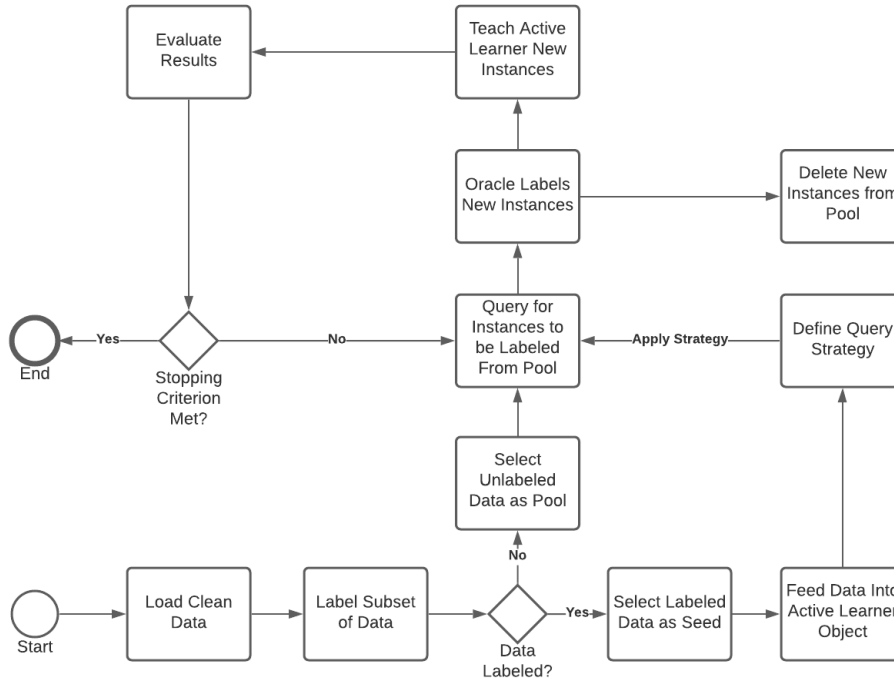 Evaluate
Results
Teach Active
Learner New
Instances
Oracle Labels
New Instances
Delete New
Instances from
Pool
Yes
End
Stopping
Criterion
Met?
No
Query for
Instances to
be Labeled
From Pool
Apply Strategy
Define Query
Strategy
Select
Unlabeled
Data as Pool
No
Start
Load Clean
Data
Label Subset
of Data
Data
Labeled?
Yes
Select Labeled
Data as Seed
Feed Data Into
Active Learner
Object